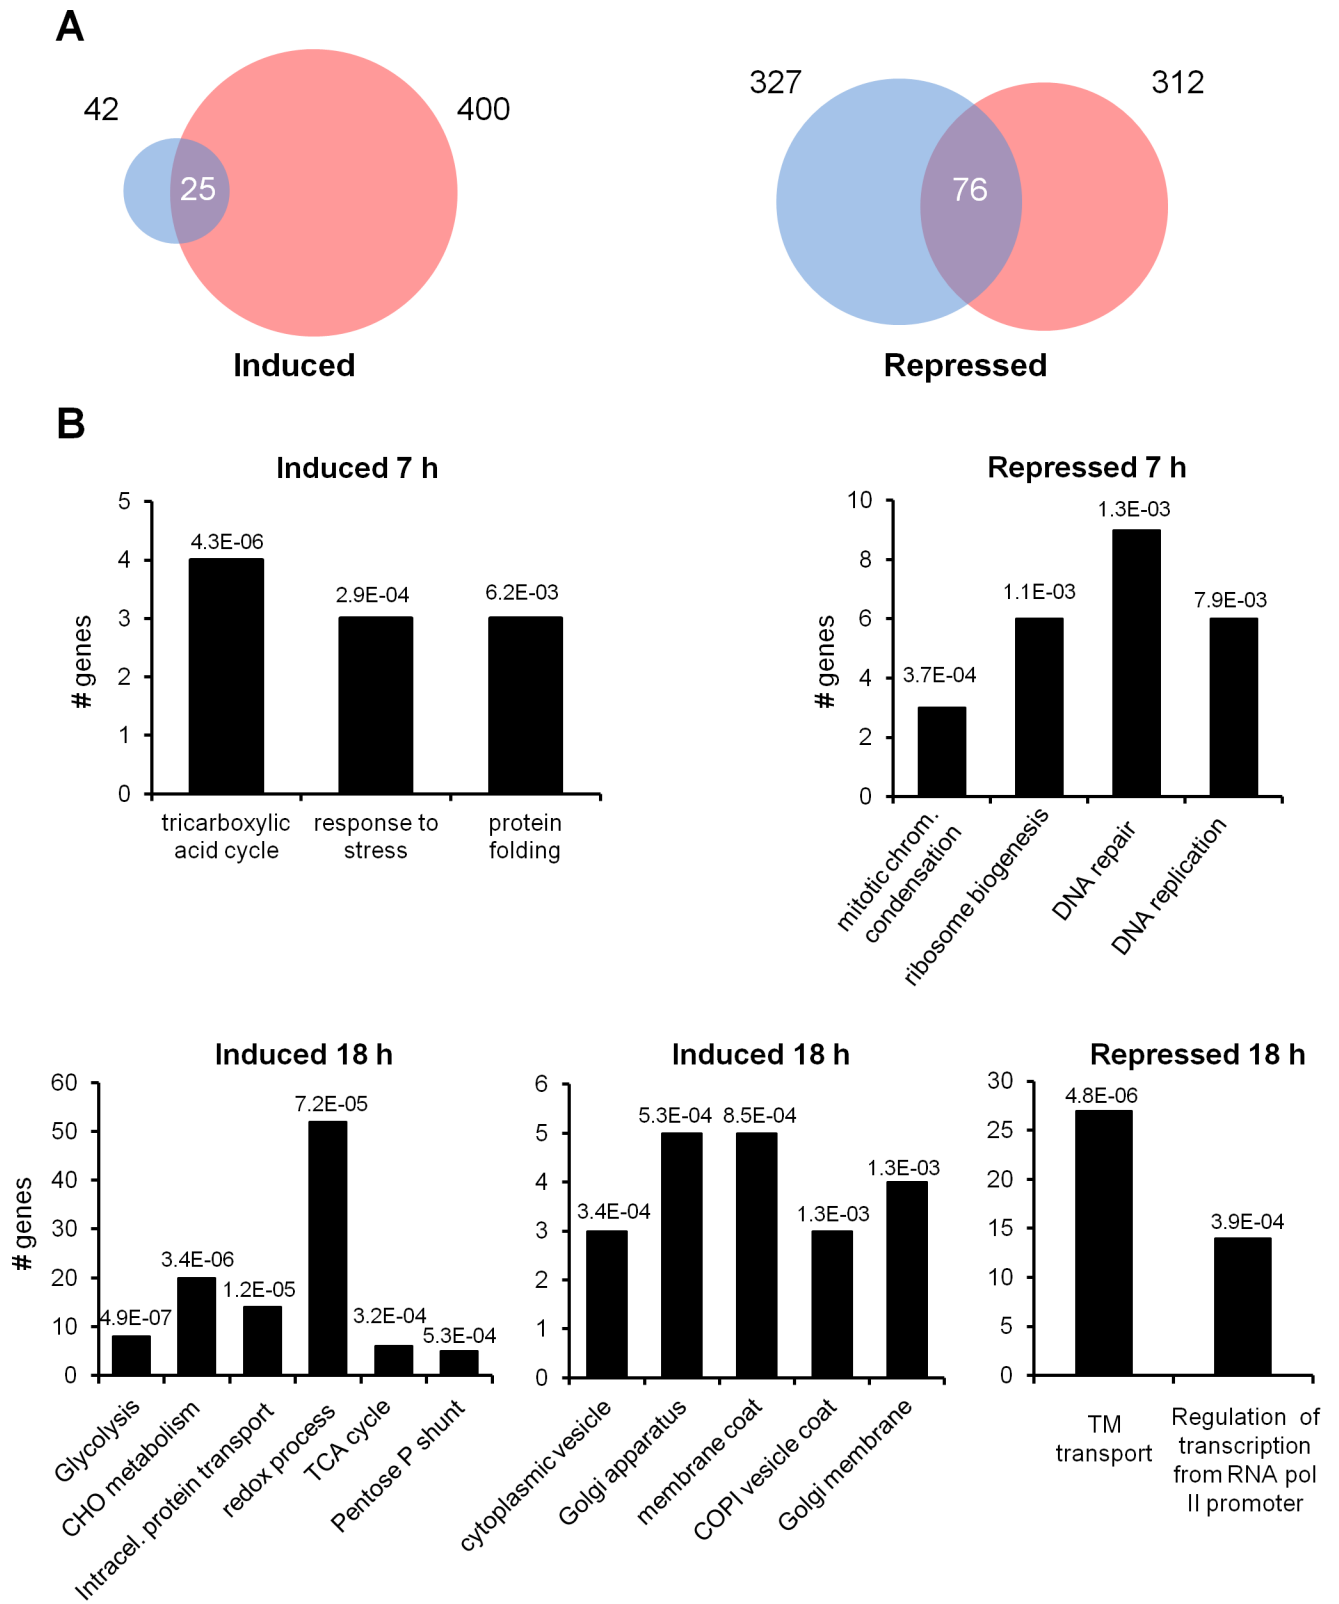 A
42
400
25
Induced
327
312
76
Repressed
B
Induced 7 h
# genes
5
4
3
2
1
0
4.3E-06
2.9E-04
6.2E-03
tricarboxylic
acid cycle
response to
stress
protein
folding
Repressed 7 h
# genes
10
8
6
4
2
0
3.7E-04
1.1E-03
1.3E-03
7.9E-03
mitotic chrom.
condensation
ribosome biogenesis
DNA repair
DNA replication
Induced 18 h
# genes
60
50
40
30
20
10
0
4.9E-07
3.4E-06
1.2E-05
7.2E-05
3.2E-04
5.3E-04
Glycolysis
CHO metabolism
Intracel. protein transport
redox process
TCA cycle
Pentose P shunt
Induced 18 h
6
5
4
3
2
1
0
3.4E-04
5.3E-04
8.5E-04
1.3E-03
1.3E-03
cytoplasmic vesicle
Golgi apparatus
membrane coat
COPI vesicle coat
Golgi membrane
Repressed 18 h
30
25
20
15
10
5
0
4.8E-06
3.9E-04
TM
transport
Regulation of
transcription
from RNA pol
II promoter